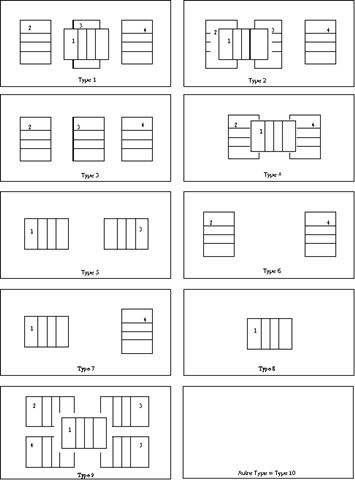 2 3 1 4
Type 1
2 1 3
Type 2
2 3 4
Type 3
2 1 4
Type 4
1 3
Type 5
2 4
Type 6
1 4
Type 7
1
Type 8
2 3
1
4 5
Type 9
Autre Type = Type 10